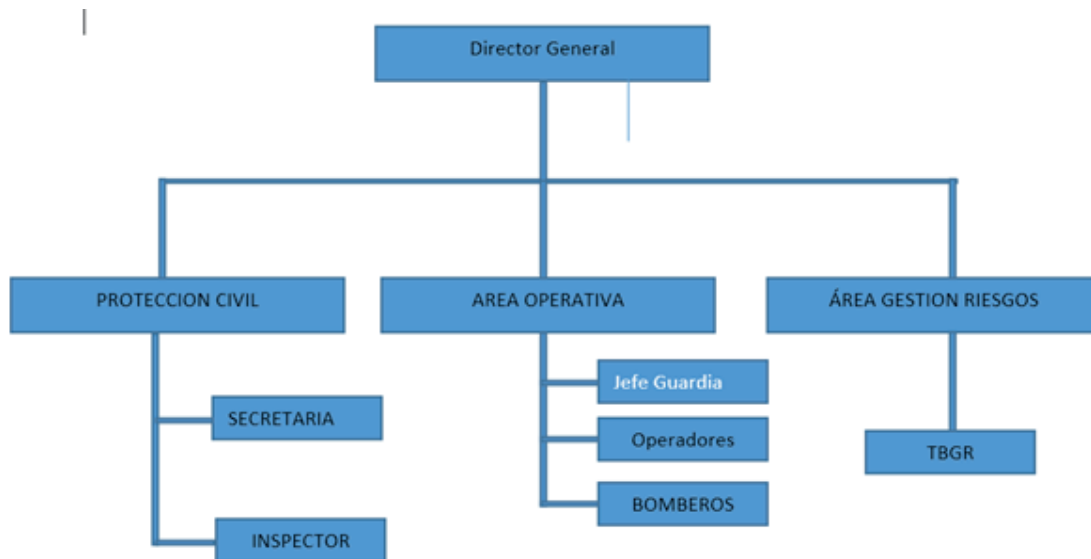 Director General
PROTECCION CIVIL
AREA OPERATIVA
ÁREA GESTION RIESGOS
Jefe Guardia
SECRETARIA
Operadores
TBGR
BOMBEROS
INSPECTOR